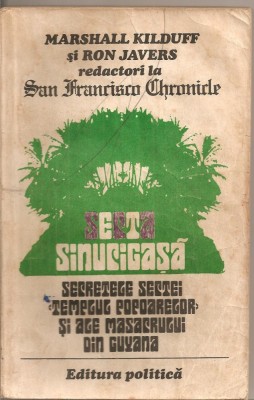 MARSHALL KILDUFF
și RON JAVERS
redactori la
San Francisco Chronicle
SECTA
SINUCIGAȘĂ
SECRETELE SECTEI
«TEMPLUL POPOARELOR»
ȘI ALE MASACRULUI
DIN GUYANA
Editura politică